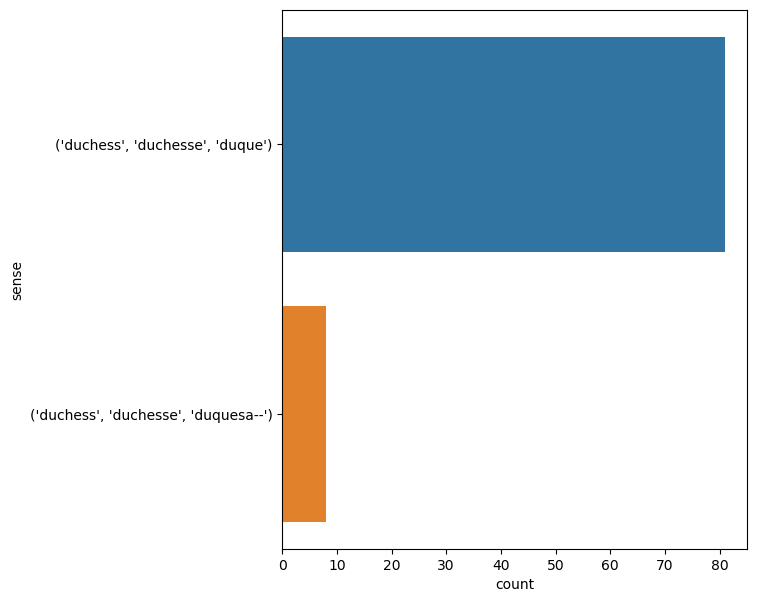 ('duchess', 'duchesse', 'duque')
('duchess', 'duchesse', 'duquesa--')
sense
0 10 20 30 40 50 60 70 80
count